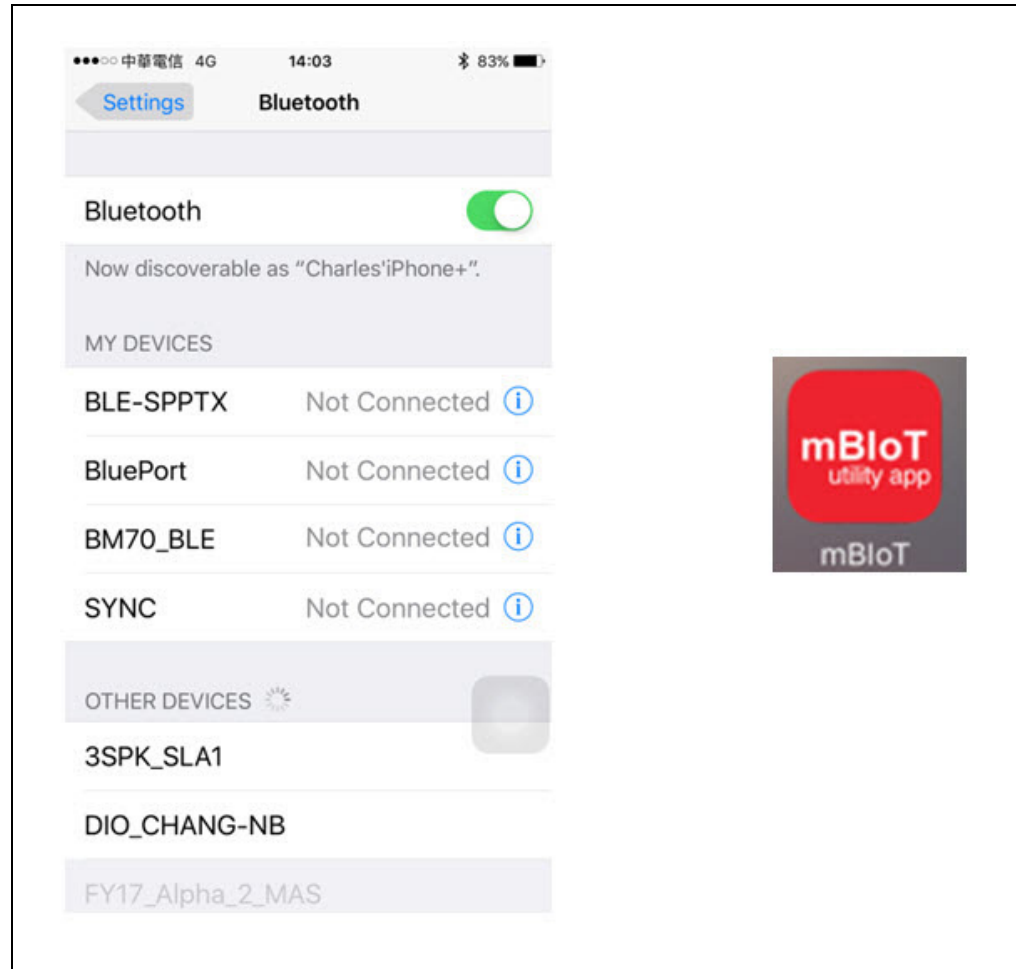 中華電信 4G 14:03 83%
Settings Bluetooth
Bluetooth
Now discoverable as “Charles'iPhone+”.
MY DEVICES
BLE-SPPTX Not Connected i
BluePort Not Connected i
BM70_BLE Not Connected i
SYNC Not Connected i
OTHER DEVICES
3SPK_SLA1
DIO_CHANG-NB
FY17_Alpha_2_MAS
mBIoT
utility app
mBIoT